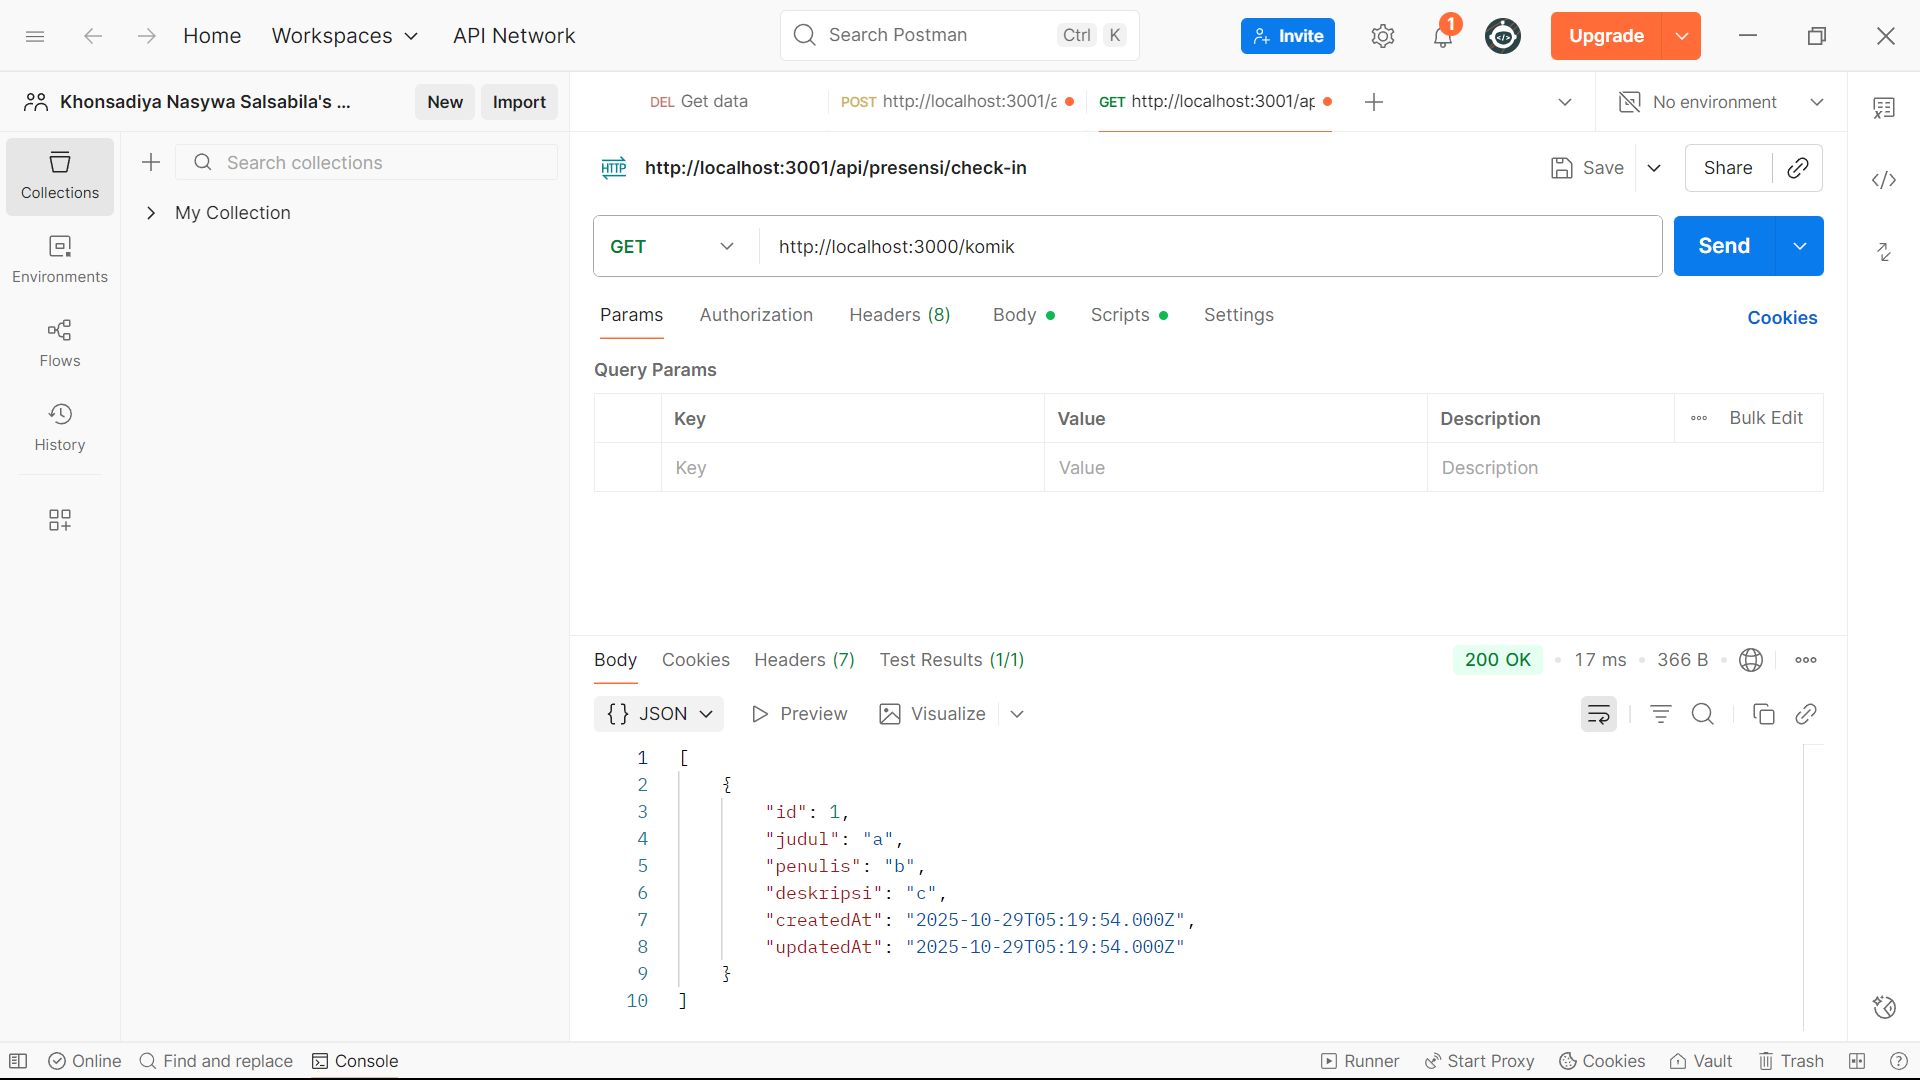 Home Workspaces API Network Search Postman Ctrl K Invite 1 Upgrade
Khonsadiya Nasywa Salsabila's ... New Import DEL Get data POST http://localhost:3001/a GET http://localhost:3001/ap No environment
Collections
Search collections
My Collection
Environments
Flows
History
HTTP http://localhost:3001/api/presensi/check-in Save Share
GET http://localhost:3000/komik Send
Params Authorization Headers (8) Body Scripts Settings Cookies
Query Params
Key Value Description Bulk Edit
Key Value Description
Body Cookies Headers (7) Test Results (1/1) 200 OK 17 ms 366 B
{} JSON Preview Visualize
1 [
2 {
3 "id": 1,
4 "judul": "a",
5 "penulis": "b",
6 "deskripsi": "c",
7 "createdAt": "2025-10-29T05:19:54.000Z",
8 "updatedAt": "2025-10-29T05:19:54.000Z"
9 }
10 ]
Online Find and replace Console Runner Start Proxy Cookies Vault Trash